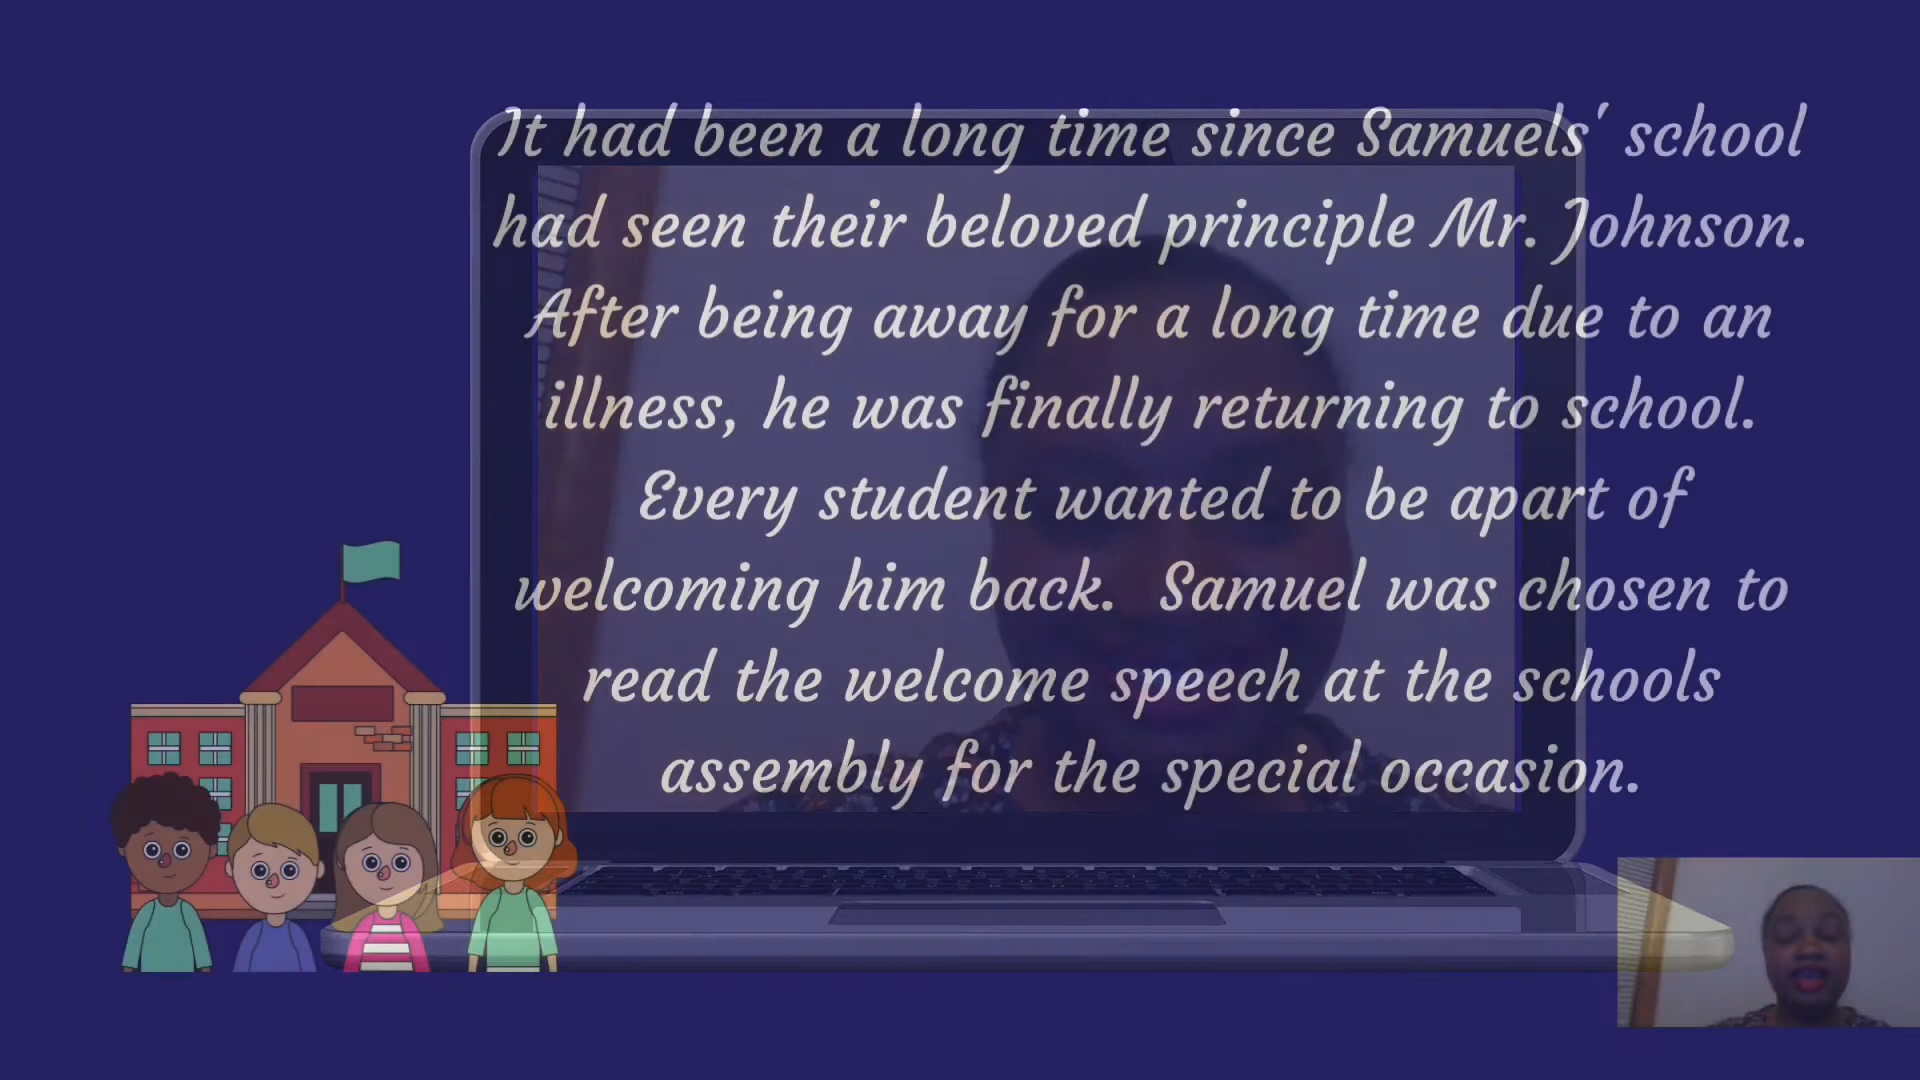 It had been a long time since Samuels' school
had seen their beloved principle Mr. Johnson.
After being away for a long time due to an
illness, he was finally returning to school.
Every student wanted to be apart of
welcoming him back. Samuel was chosen to
read the welcome speech at the schools
assembly for the special occasion.